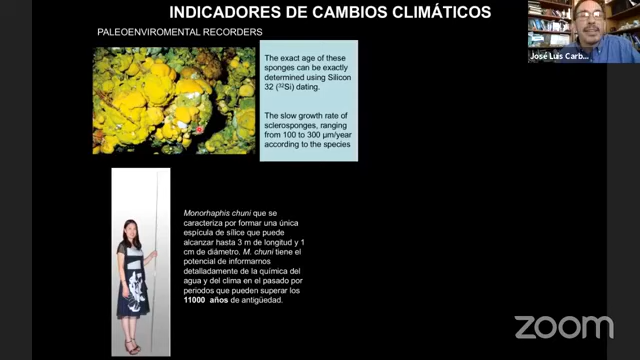 INDICADORES DE CAMBIOS CLIMÁTICOS
PALEOENVIROMENTAL RECORDERS
The exact age of these
sponges can be exactly
determined using Silicon
32 (³²Si) dating.
The slow growth rate of
sclerosponges, ranging
from 100 to 300 µm/year
according to the species
José Luis Carb...
Monorhaphis chuni que se
caracteriza por formar una única
espícula de sílice que puede
alcanzar hasta 3 m de longitud y 1
cm de diámetro. M. chuni tiene el
potencial de informarnos
detalladamente de la química del
agua y del clima en el pasado por
periodos que pueden superar los
11000 años de antigüedad.
zoom